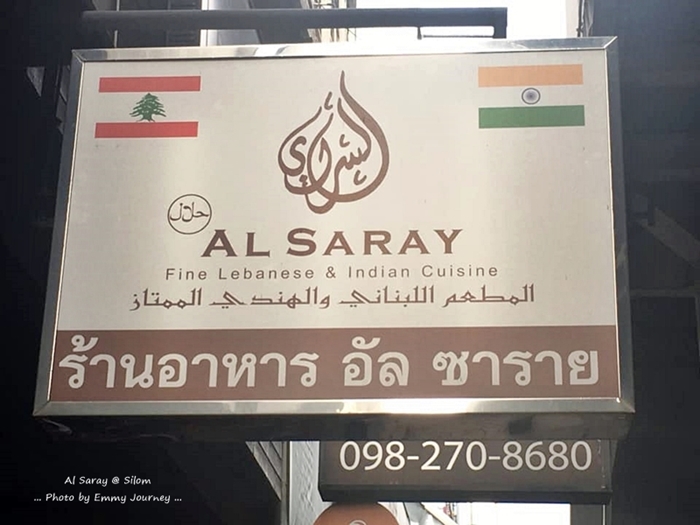 السراي
حلال
AL SARAY
Fine Lebanese & Indian Cuisine
المطعم اللبناني والهندي الممتاز
ร้านอาหาร อัล ซาราย
098-270-8680
Al Saray @ Silom
... Photo by Emmy Journey ...